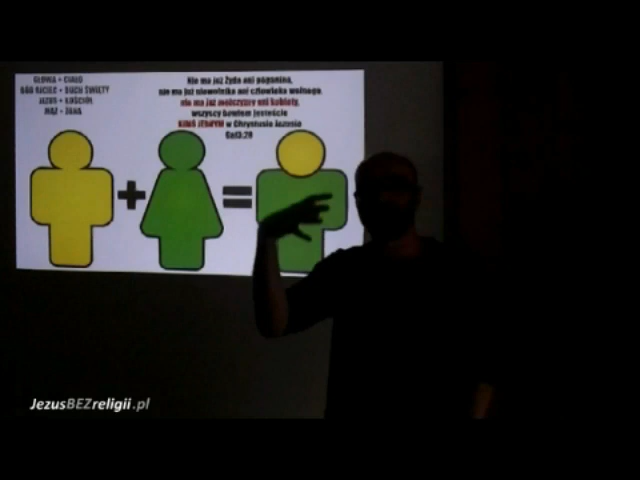 GŁOWA + CIAŁO
BÓG OJCIEC + DUCH ŚWIĘTY
JEZUS + KOŚCIÓŁ
MĄŻ + ŻONA
Nie ma już Żyda ani poganina,
nie ma już niewolnika ani człowieka wolnego,
nie ma już mężczyzny ani kobiety,
wszyscy bowiem jesteście
KIMŚ JEDNYM w Chrystusie Jezusie
Gal3:28
+ =
JezusBEZreligii.pl